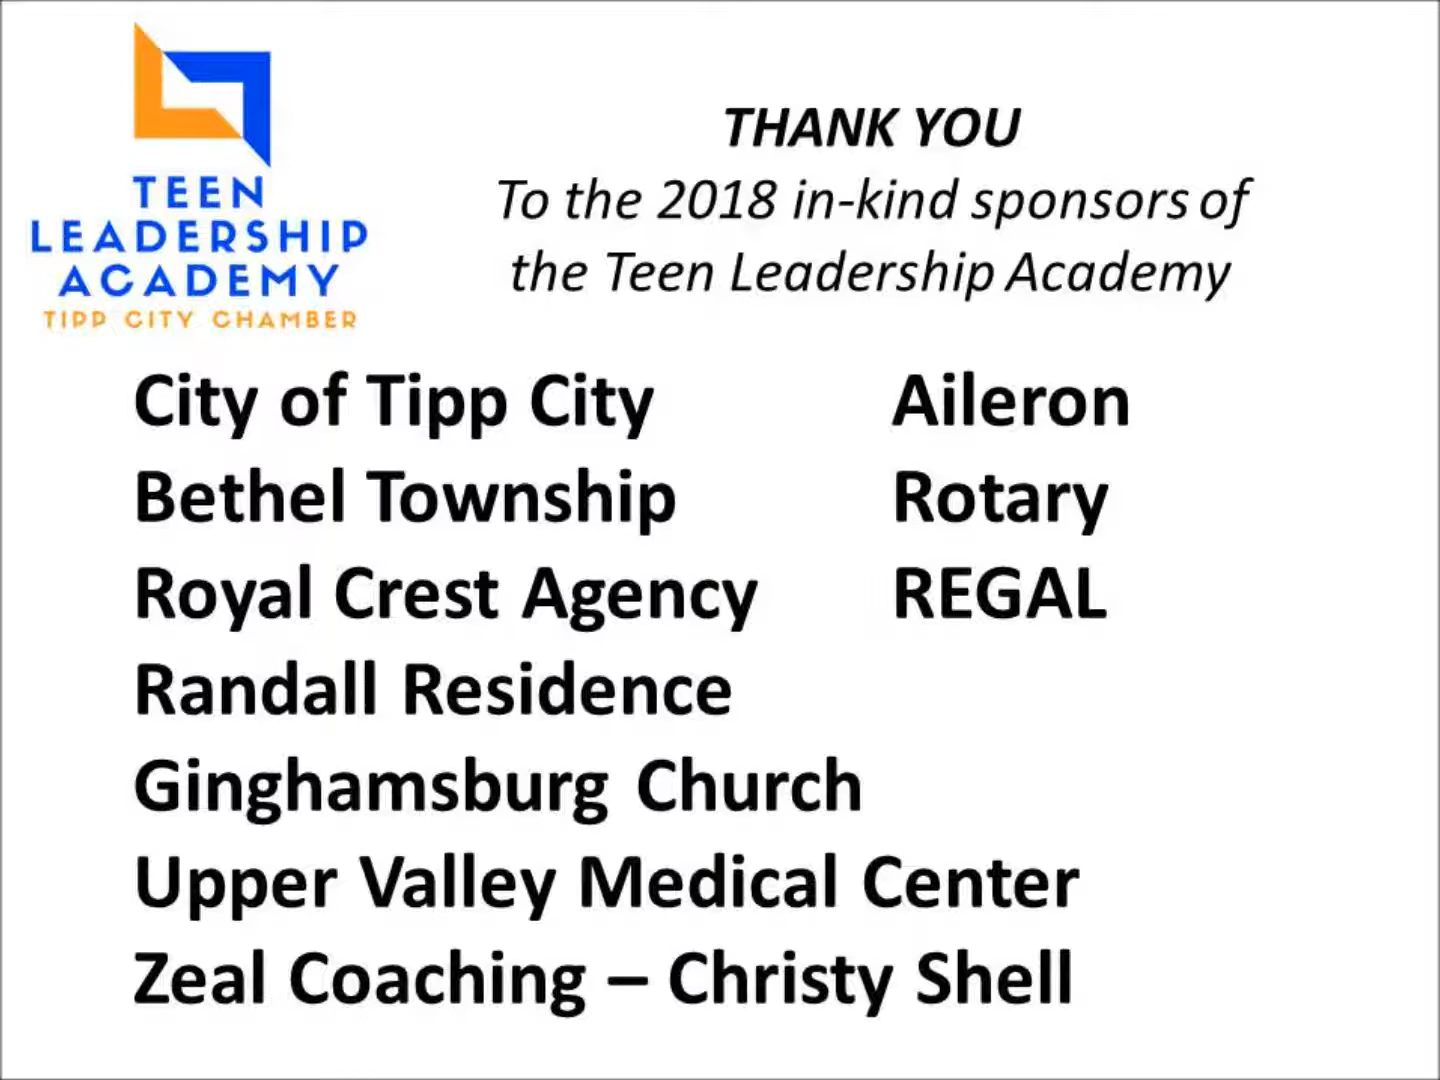 TEEN
LEADERSHIP
ACADEMY
TIPP CITY CHAMBER
THANK YOU
To the 2018 in-kind sponsors of
the Teen Leadership Academy
City of Tipp City
Bethel Township
Royal Crest Agency
Randall Residence
Ginghamsburg Church
Upper Valley Medical Center
Zeal Coaching – Christy Shell
Aileron
Rotary
REGAL